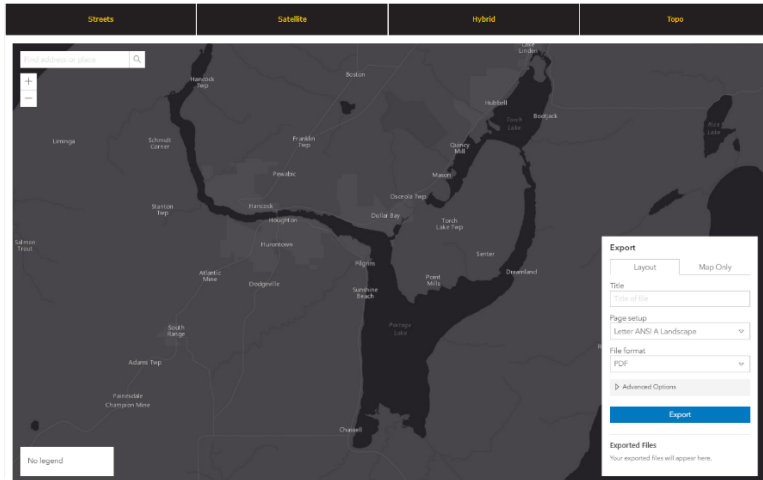 Streets
Satellite
Hybrid
Topo
Find address or place
+
−
Lake
Linden
Boston
Hancock
Twp
Hubbell
Torch
Lake
Bootjack
Rice
Lake
Liminga
Schmidt
Corner
Franklin
Twp
Quincy
Mill
Pewabic
Mason
Osceola Twp
Stanton
Twp
Hancock
Houghton
Dollar Bay
Torch
Lake Twp
Salmon
Trout
Hurontown
Senter
Pilgrim
Atlantic
Mine
Dodgeville
Point
Mills
Dreamland
Sunshine
Beach
South
Range
Portage
Lake
Adams Twp
Painesdale
Champion Mine
Chassell
No legend
Export
Layout
Map Only
Title
Title of file
Page setup
Letter ANSI A Landscape
File format
PDF
Advanced Options
Export
Exported Files
Your exported files will appear here.